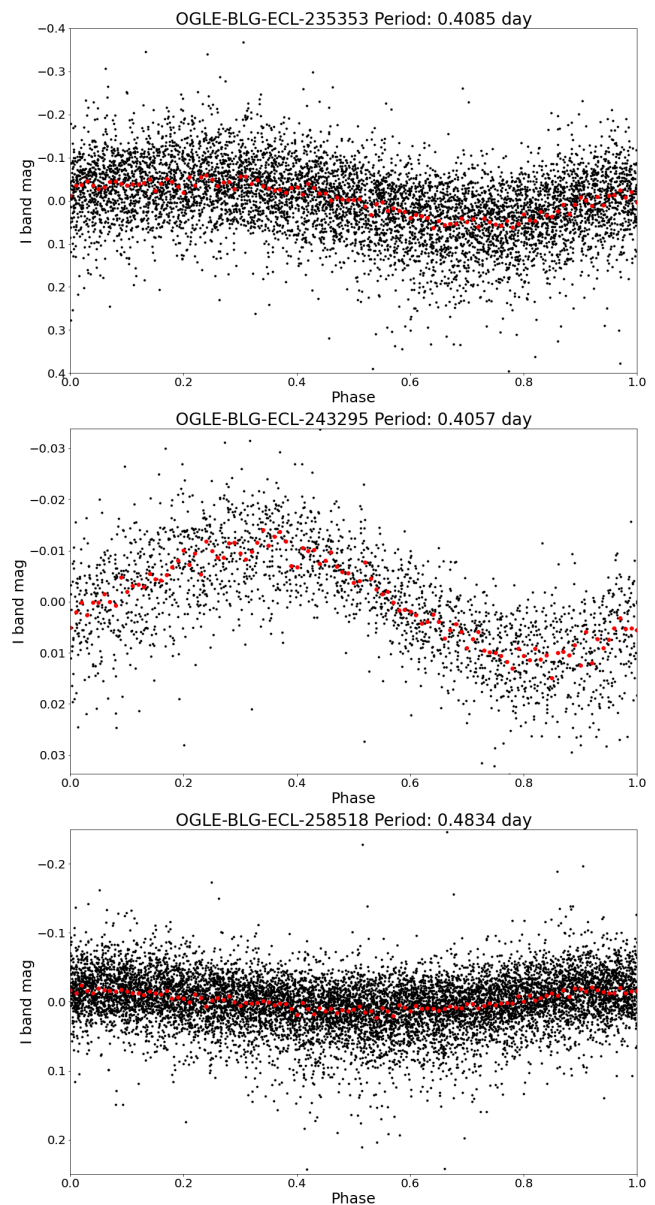 OGLE-BLG-ECL-235353 Period: 0.4085 day
−0.4
−0.3
−0.2
−0.1
0.0
0.1
0.2
0.3
0.4
I band mag
0.0 0.2 0.4 0.6 0.8 1.0
Phase
OGLE-BLG-ECL-243295 Period: 0.4057 day
−0.03
−0.02
−0.01
0.00
0.01
0.02
0.03
I band mag
0.0 0.2 0.4 0.6 0.8 1.0
Phase
OGLE-BLG-ECL-258518 Period: 0.4834 day
−0.2
−0.1
0.0
0.1
0.2
I band mag
0.0 0.2 0.4 0.6 0.8 1.0
Phase